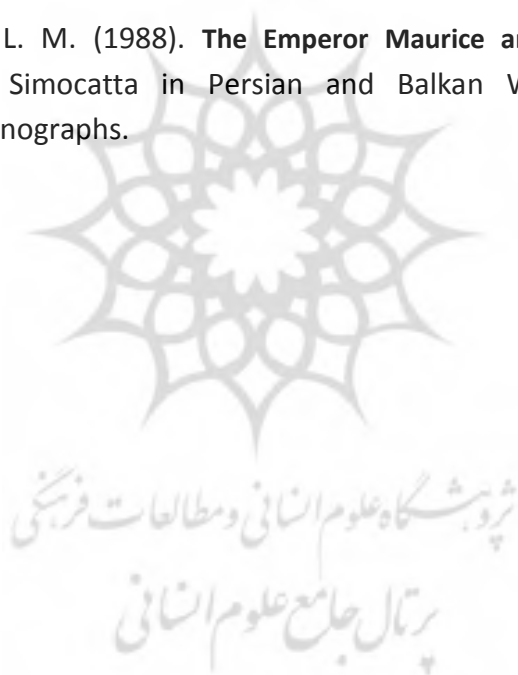 L. M. (1988). The Emperor Maurice a
Simocatta in Persian and Balkan W
nographs.
پژوهشگاه علوم انسانی و مطالعات فرهنگی
پرتال جامع علوم انسانی